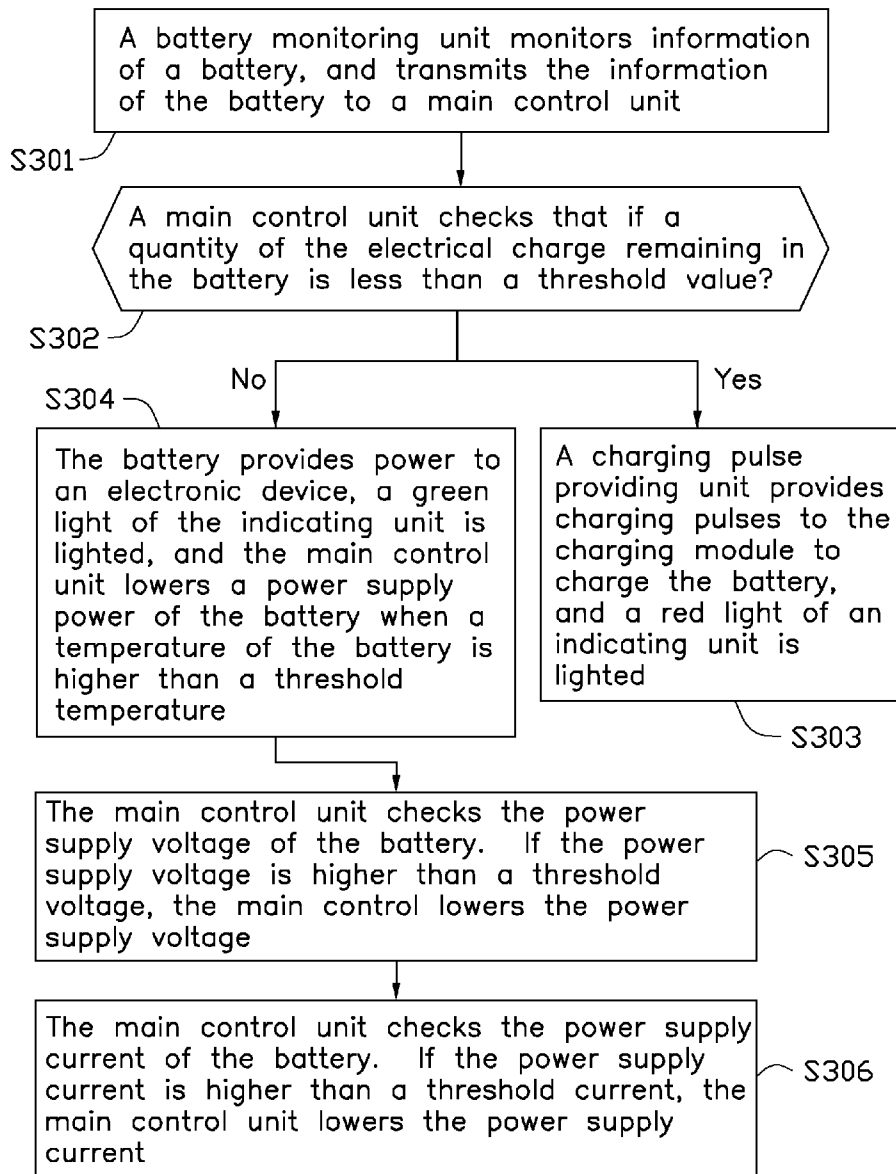 A battery monitoring unit monitors information
of a battery, and transmits the information
of the battery to a main control unit
S301
A main control unit checks that if a
quantity of the electrical charge remaining in
the battery is less than a threshold value?
S302
No
Yes
S304
The battery provides power to
an electronic device, a green
light of the indicating unit is
lighted, and the main control
unit lowers a power supply
power of the battery when a
temperature of the battery is
higher than a threshold
temperature
A charging pulse
providing unit provides
charging pulses to the
charging module to
charge the battery,
and a red light of an
indicating unit is
lighted
S303
The main control unit checks the power
supply voltage of the battery. If the power
supply voltage is higher than a threshold
voltage, the main control lowers the power
supply voltage
S305
The main control unit checks the power supply
current of the battery. If the power supply
current is higher than a threshold current, the
main control unit lowers the power supply
current
S306